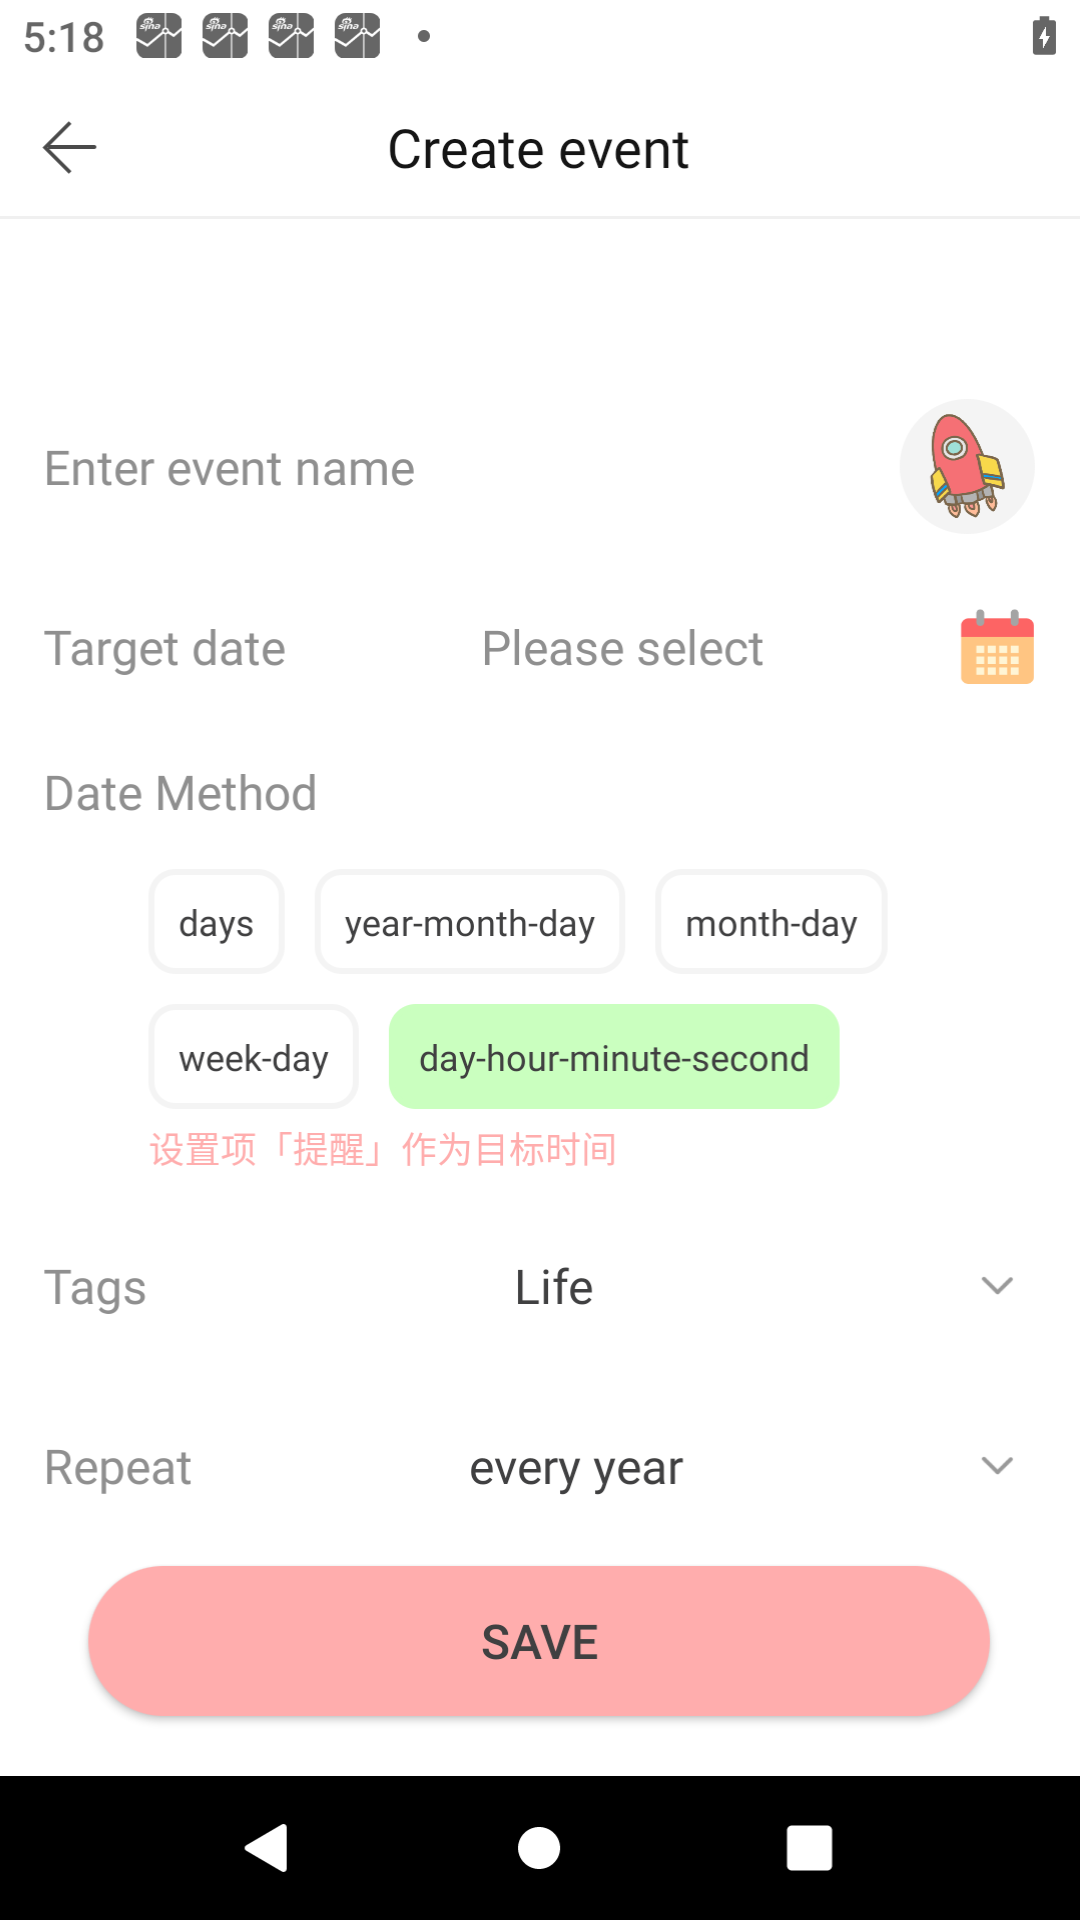 5:18
Create event
Enter event name
Target date Please select
Date Method
days year-month-day month-day
week-day day-hour-minute-second
设置项「提醒」作为目标时间
Tags Life
Repeat every year
SAVE